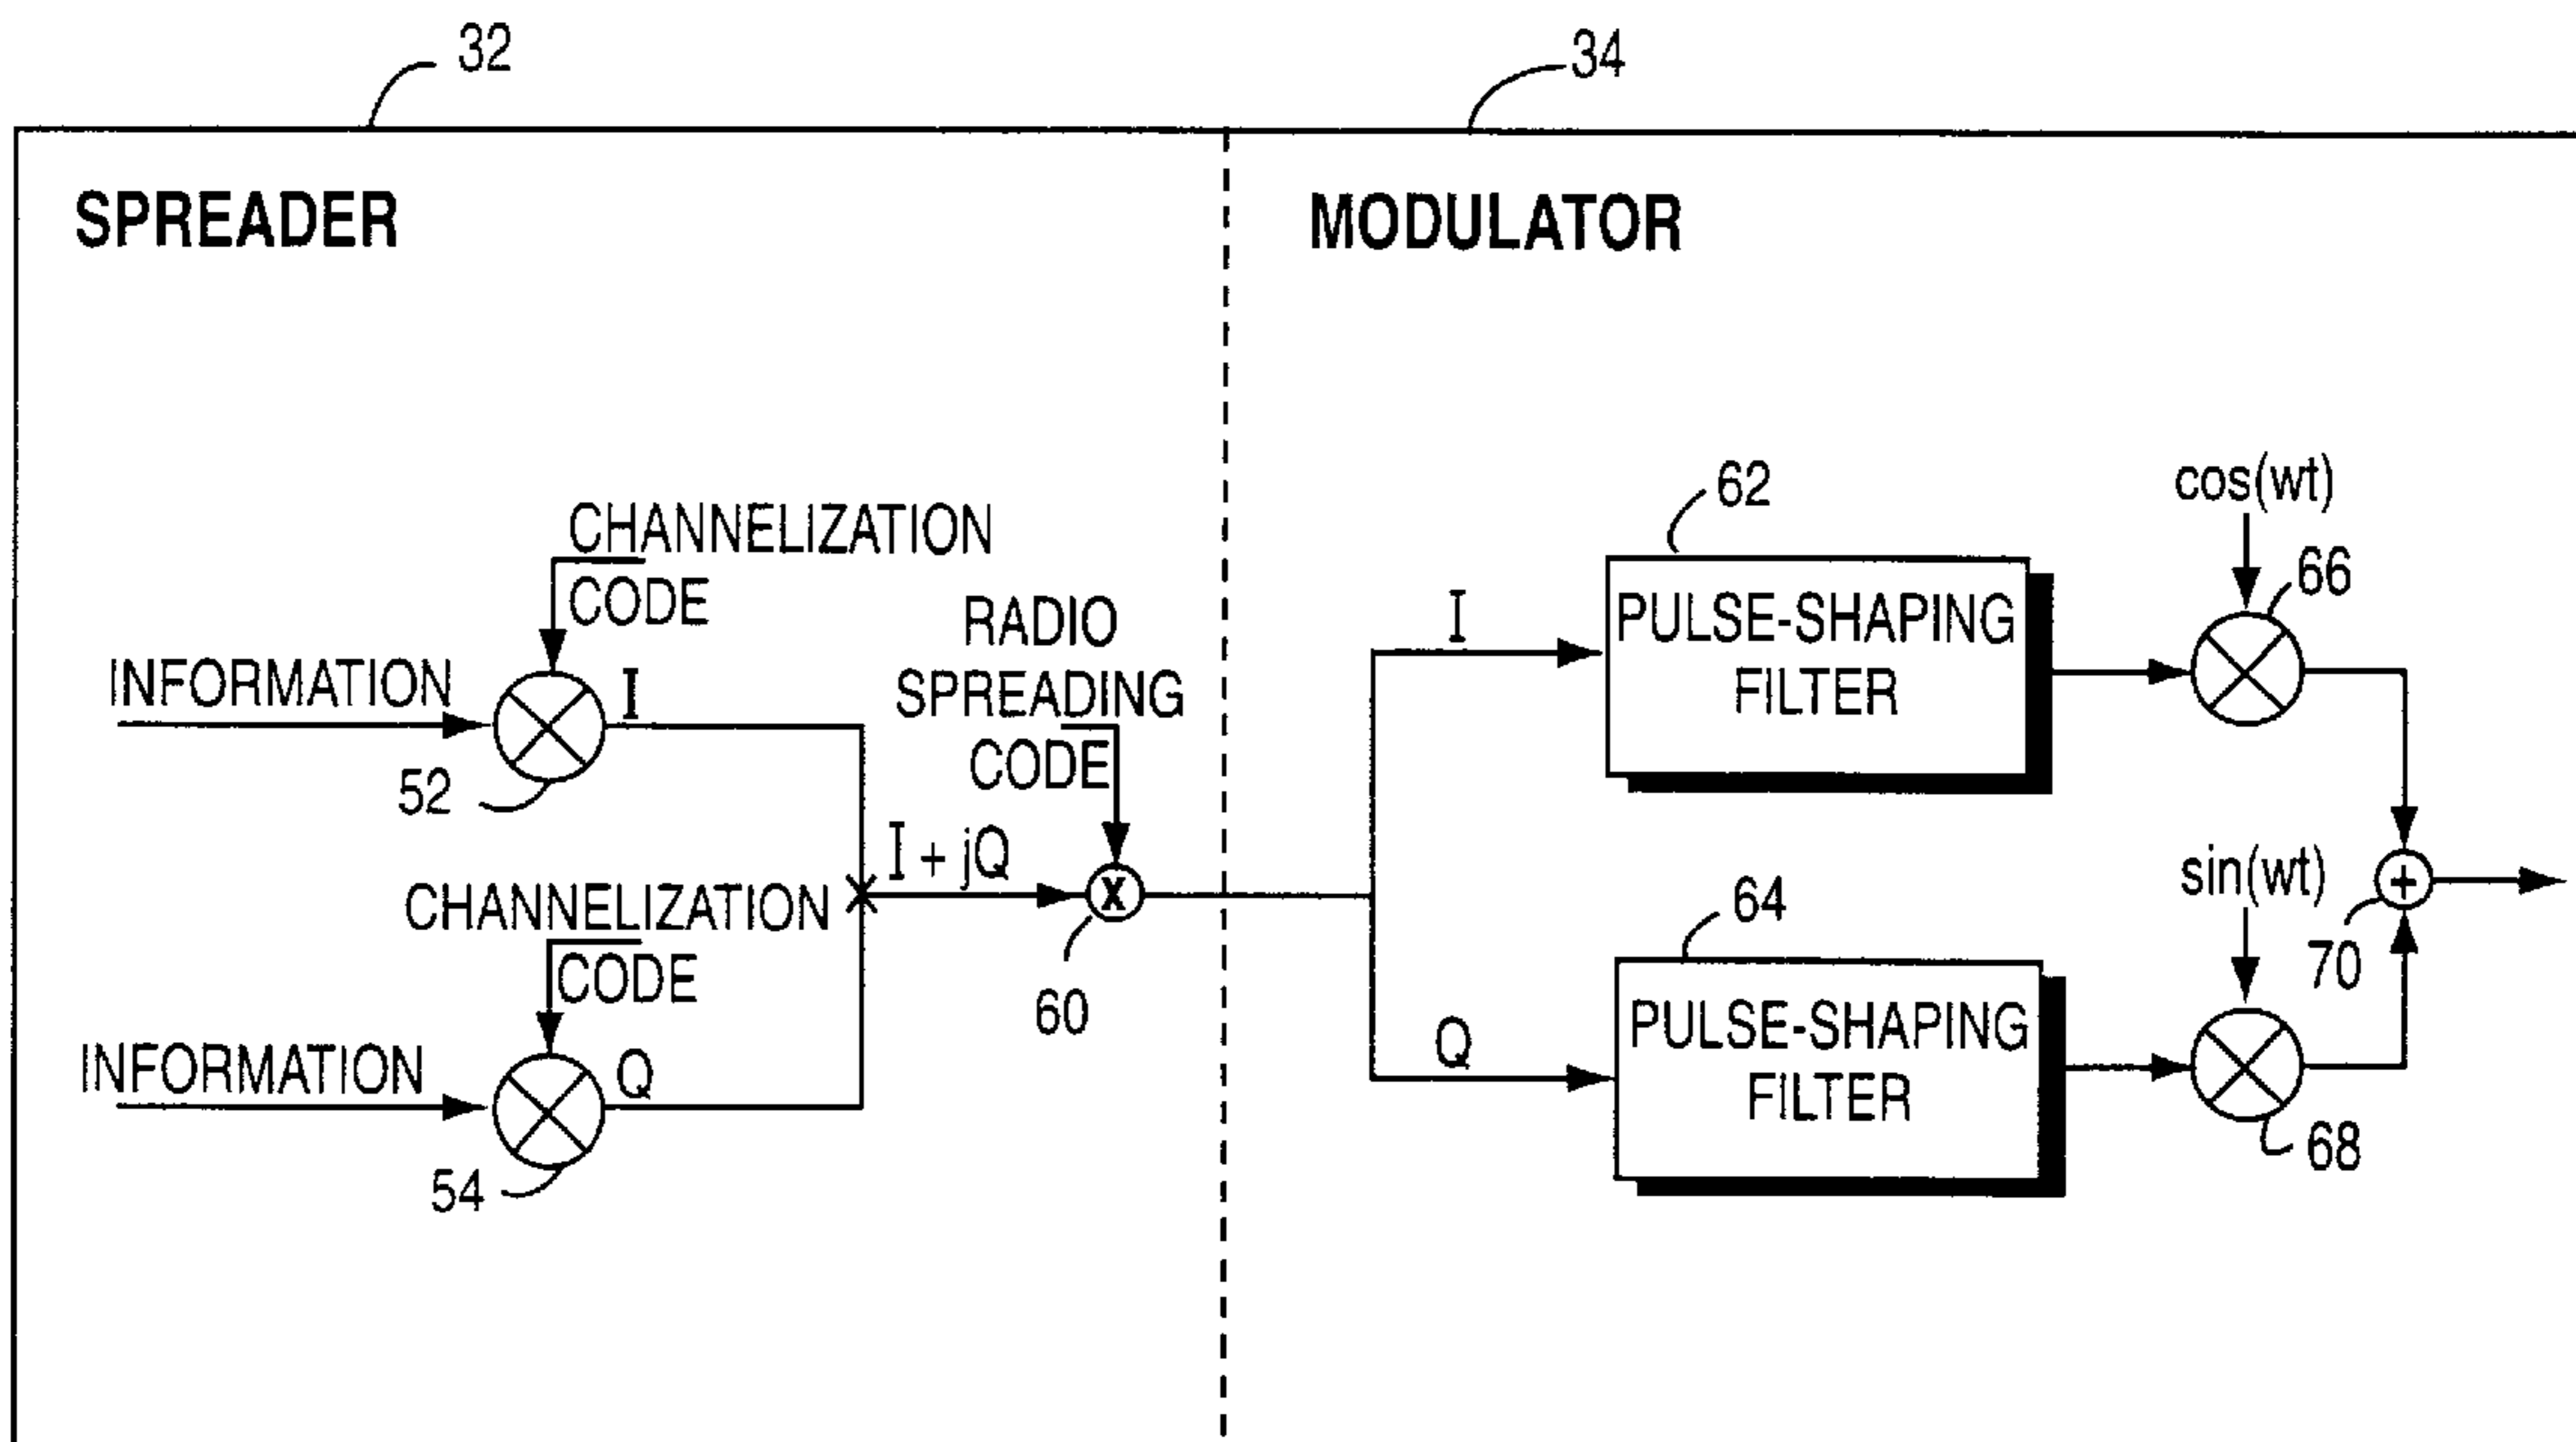 32
34
SPREADER
MODULATOR
CHANNELIZATION
CODE
INFORMATION
I
52
RADIO
SPREADING
CODE
I + jQ
X
60
CHANNELIZATION
CODE
INFORMATION
Q
54
I
62
PULSE-SHAPING
FILTER
cos(wt)
66
Q
64
PULSE-SHAPING
FILTER
sin(wt)
68
+
70